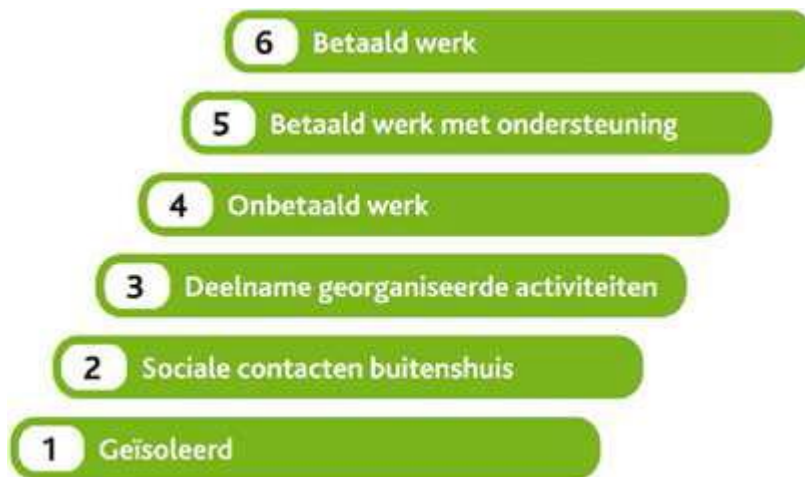 6 Betaald werk
5 Betaald werk met ondersteuning
4 Onbetaald werk
3 Deelname georganiseerde activiteiten
2 Sociale contacten buitenshuis
1 Geïsoleerd